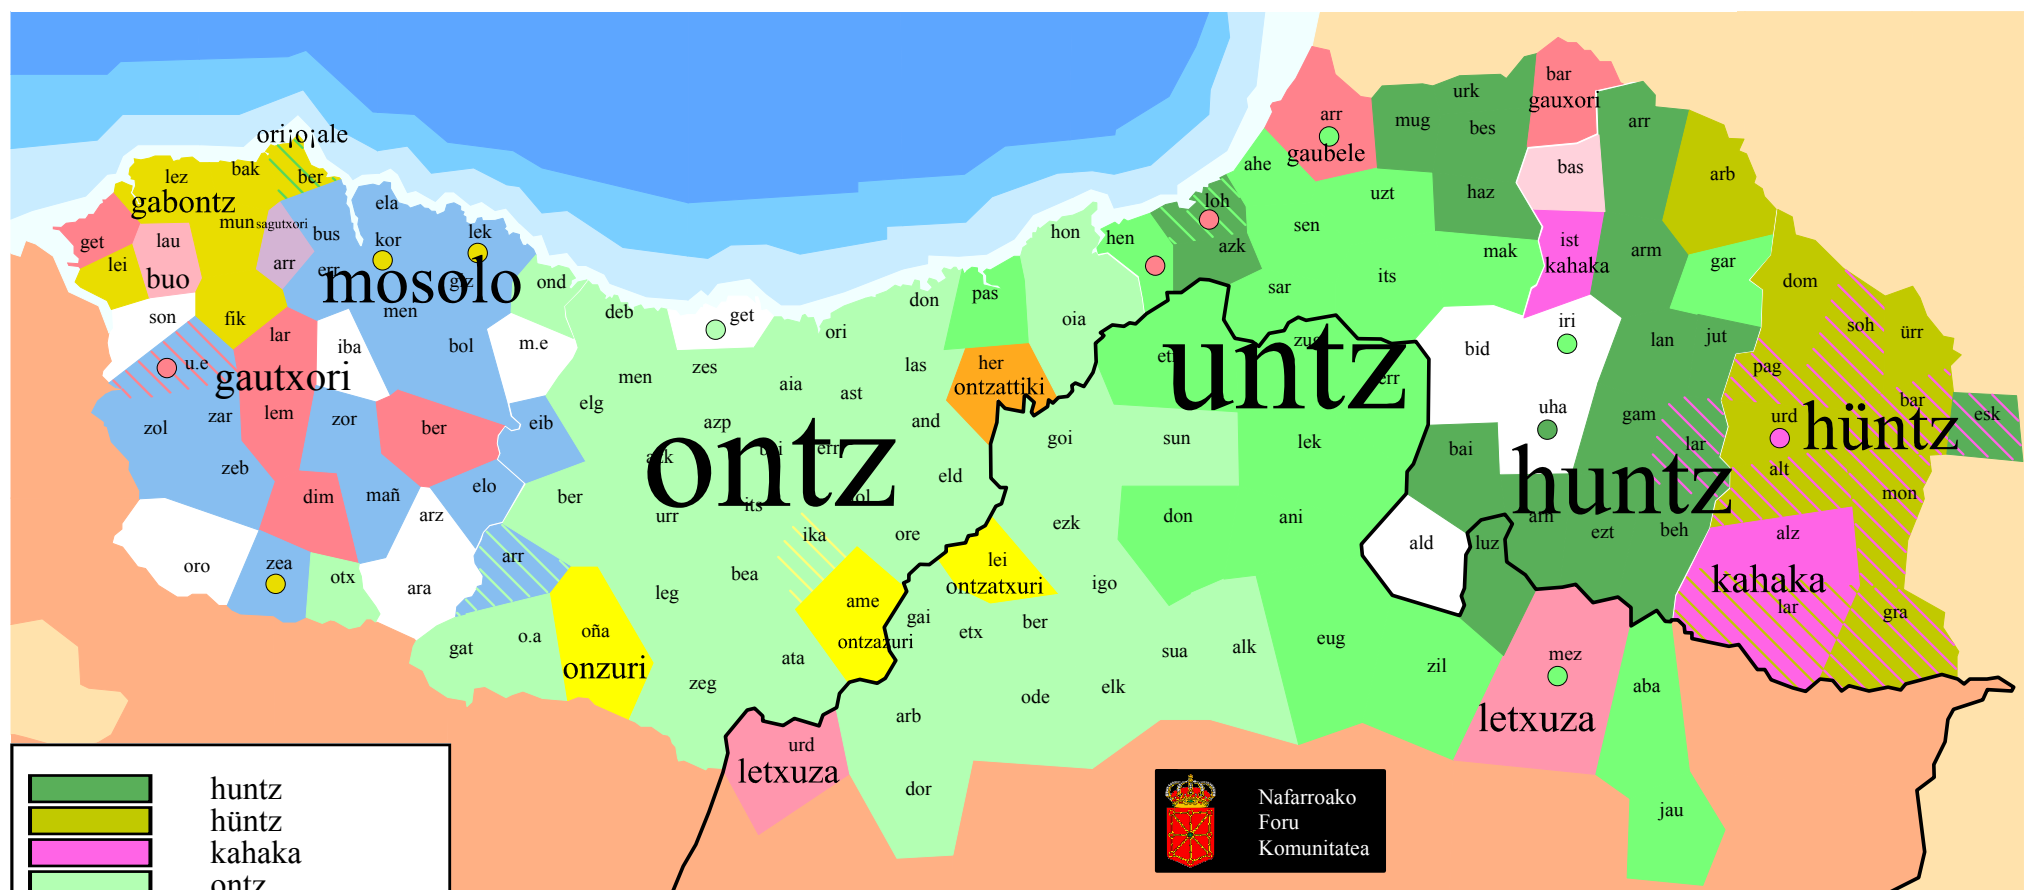 ori¡o¡ale
lez
bak
ber
gabontz
mun
sagutxori
get
lau
lei
buo
arr
bus
ela
kor
lek
err
mosolo
giz
men
ond
son
fik
lar
iba
bol
m.e
u.e
gautxori
zol
zar
lem
zor
ber
eib
zeb
dim
mañ
elo
arz
oro
zea
otx
ara
arr
gat
o.a
oña
onzuri
deb
get
ori
don
pas
hon
oia
hen
zes
men
aia
ast
las
her
ontzattiki
elg
azp
and
ontz
ber
urr
its
eld
ika
ore
bea
leg
ame
ontzazuri
ata
zeg
urd
letxuza
gai
lei
ontzatxuri
etx
ber
igo
ode
elk
sua
alk
arb
dor
goi
sun
ezk
don
ani
lek
untz
zug
eug
zil
loh
azk
ahe
arr
gaubele
sen
sar
uzt
its
mak
mug
urk
bes
haz
bar
gauxori
bas
ist
kahaka
arr
arm
arb
gar
iri
bid
uha
lan
jut
gam
lar
bai
huntz
arh
ezt
beh
ald
luz
mez
letxuza
aba
jau
dom
soh
ürr
pag
urd
bar
hüntz
esk
alt
mon
alz
kahaka
lar
gra
Nafarroako
Foru
Komunitatea
huntz
hüntz
kahaka
ontz